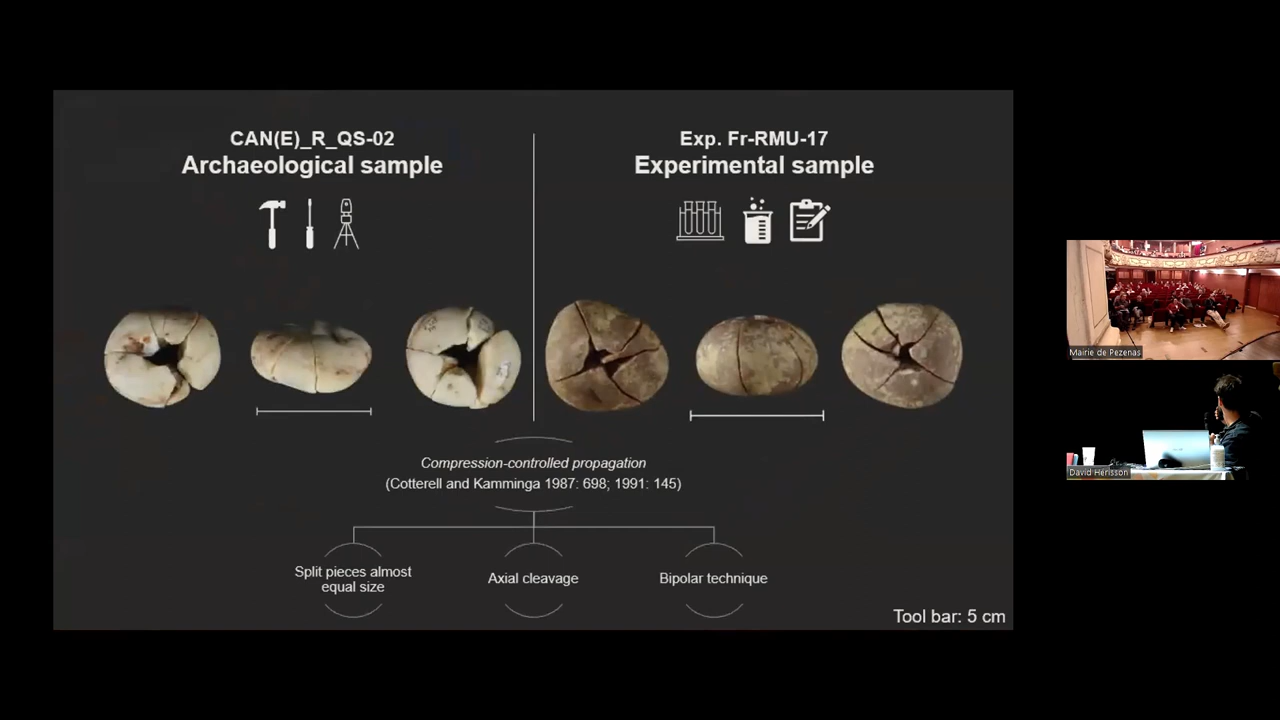 CAN(E)_R_QS-02
Archaeological sample
Exp. Fr-RMU-17
Experimental sample
Compression-controlled propagation
(Cotterell and Kamminga 1987: 698; 1991: 145)
Split pieces almost
equal size
Axial cleavage
Bipolar technique
Tool bar: 5 cm
Mairie de Pezenas
David Hérisson